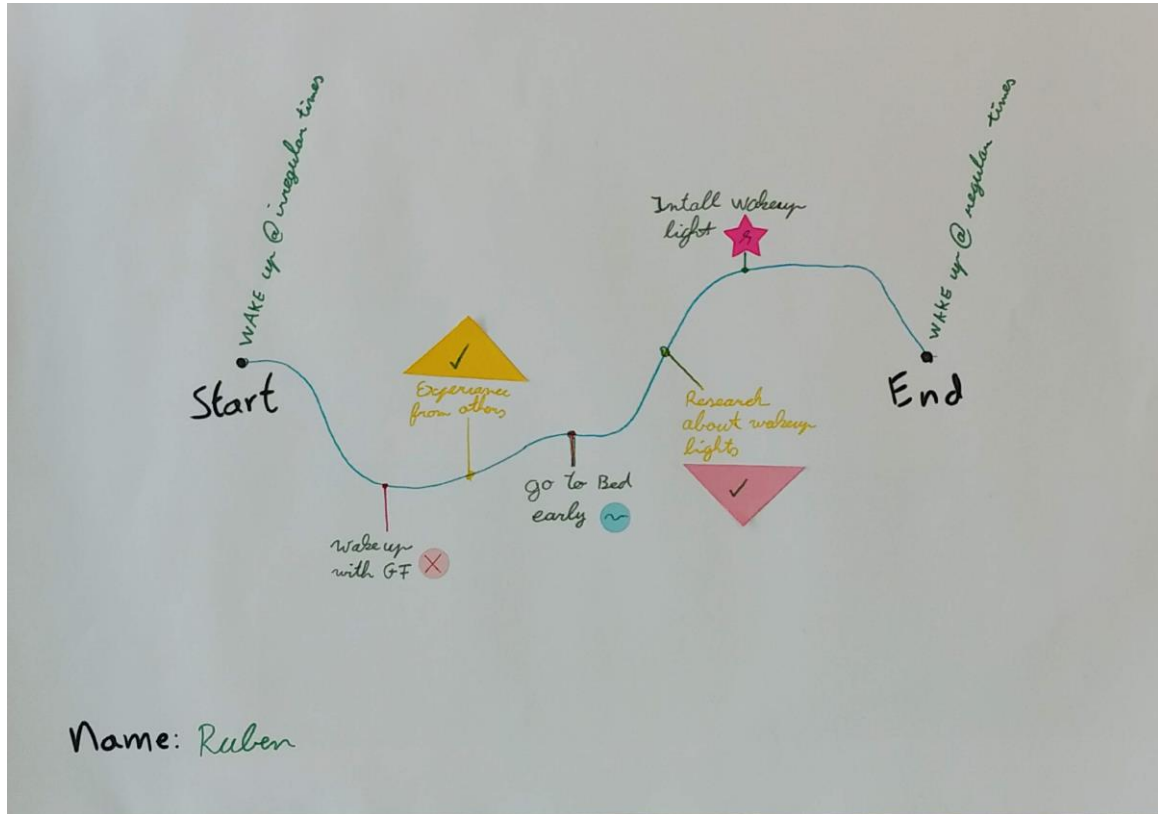 WAKE up @ irregular times
Start
wake up
with GF
Experience
from others
go to Bed
early
Research
about wakeup
lights
Intall wakeup
light
WAKE up @ regular times
End
Name: Ruben